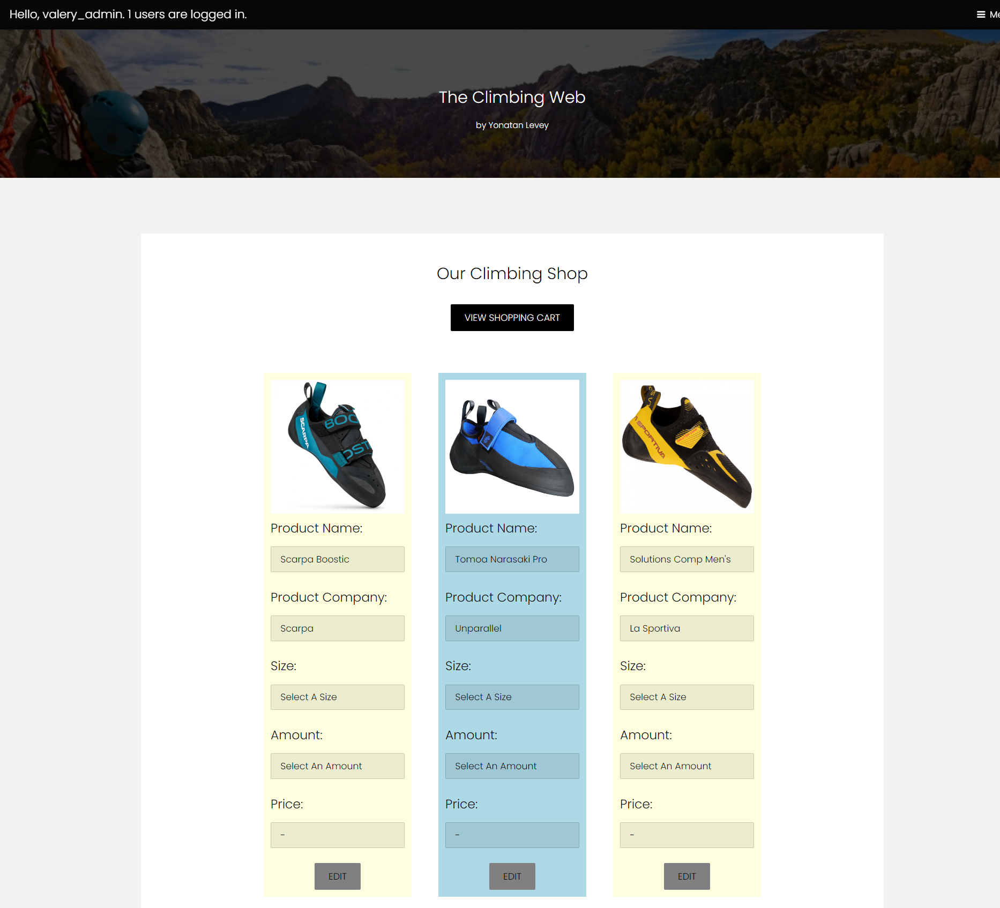 Hello, valery_admin. 1 users are logged in.
Me
The Climbing Web
by Yonatan Levey
Our Climbing Shop
VIEW SHOPPING CART
SCARPA
BOO
OST
LA SPORTIVA
Product Name:
Scarpa Boostic
Product Company:
Scarpa
Size:
Select A Size
Amount:
Select An Amount
Price:
-
EDIT
Product Name:
Tomoa Narasaki Pro
Product Company:
Unparallel
Size:
Select A Size
Amount:
Select An Amount
Price:
-
EDIT
Product Name:
Solutions Comp Men's
Product Company:
La Sportiva
Size:
Select A Size
Amount:
Select An Amount
Price:
-
EDIT